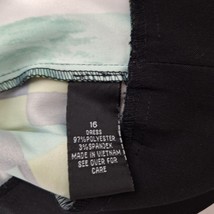 16
DRESS
97% POLYESTER
3% SPANDEX
MADE IN VIETNAM
SEE OVER FOR
CARE